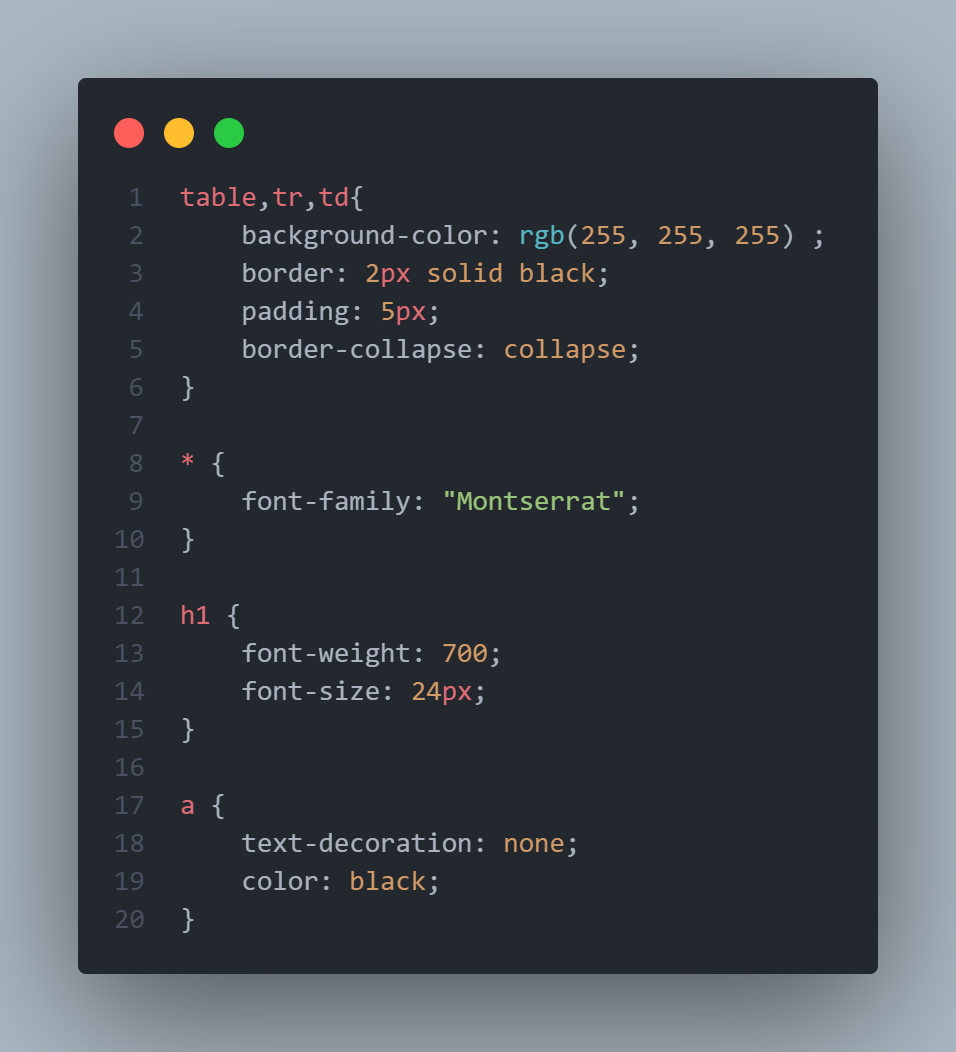 1 table,tr,td{
2     background-color: rgb(255, 255, 255) ;
3     border: 2px solid black;
4     padding: 5px;
5     border-collapse: collapse;
6 }
7
8 * {
9     font-family: "Montserrat";
10 }
11
12 h1 {
13     font-weight: 700;
14     font-size: 24px;
15 }
16
17 a {
18     text-decoration: none;
19     color: black;
20 }